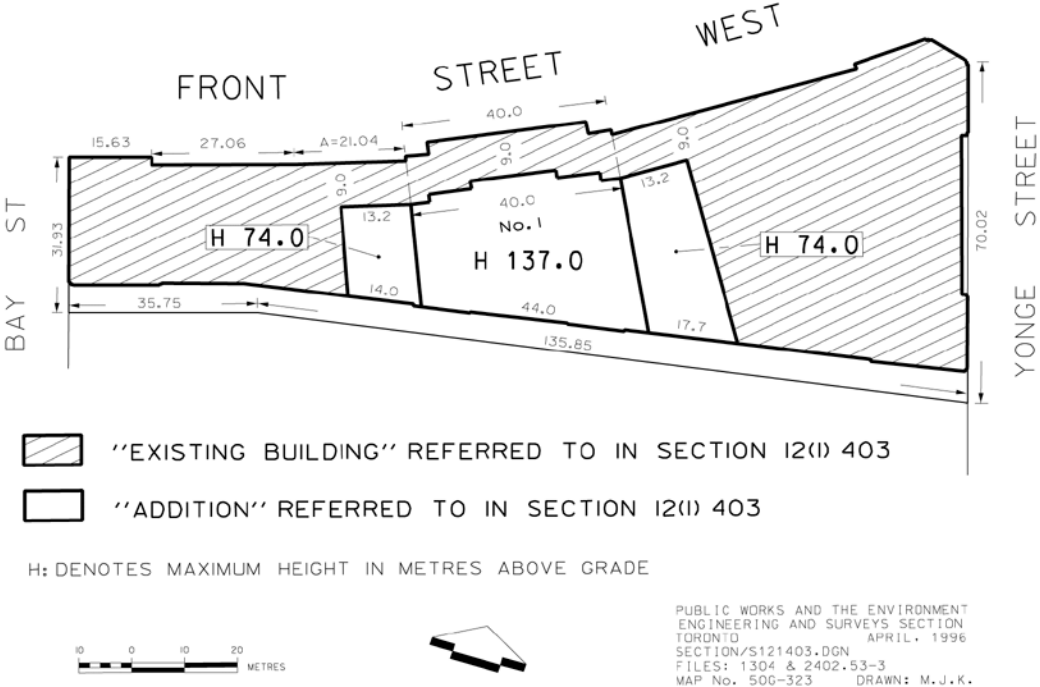 FRONT STREET WEST
BAY ST
YONGE STREET
15.63
27.06
A=21.04
40.0
9.0
9.0
9.0
31.93
13.2
40.0
13.2
No.1
H 74.0
H 137.0
H 74.0
70.02
14.0
44.0
17.7
35.75
135.85
"EXISTING BUILDING" REFERRED TO IN SECTION 12(1) 403
"ADDITION" REFERRED TO IN SECTION 12(1) 403
H: DENOTES MAXIMUM HEIGHT IN METRES ABOVE GRADE
10 0 10 20
METRES
PUBLIC WORKS AND THE ENVIRONMENT
ENGINEERING AND SURVEYS SECTION
TORONTO APRIL, 1996
SECTION/S121403.DGN
FILES: 1304 & 2402.53-3
MAP No. 50G-323 DRAWN: M.J.K.